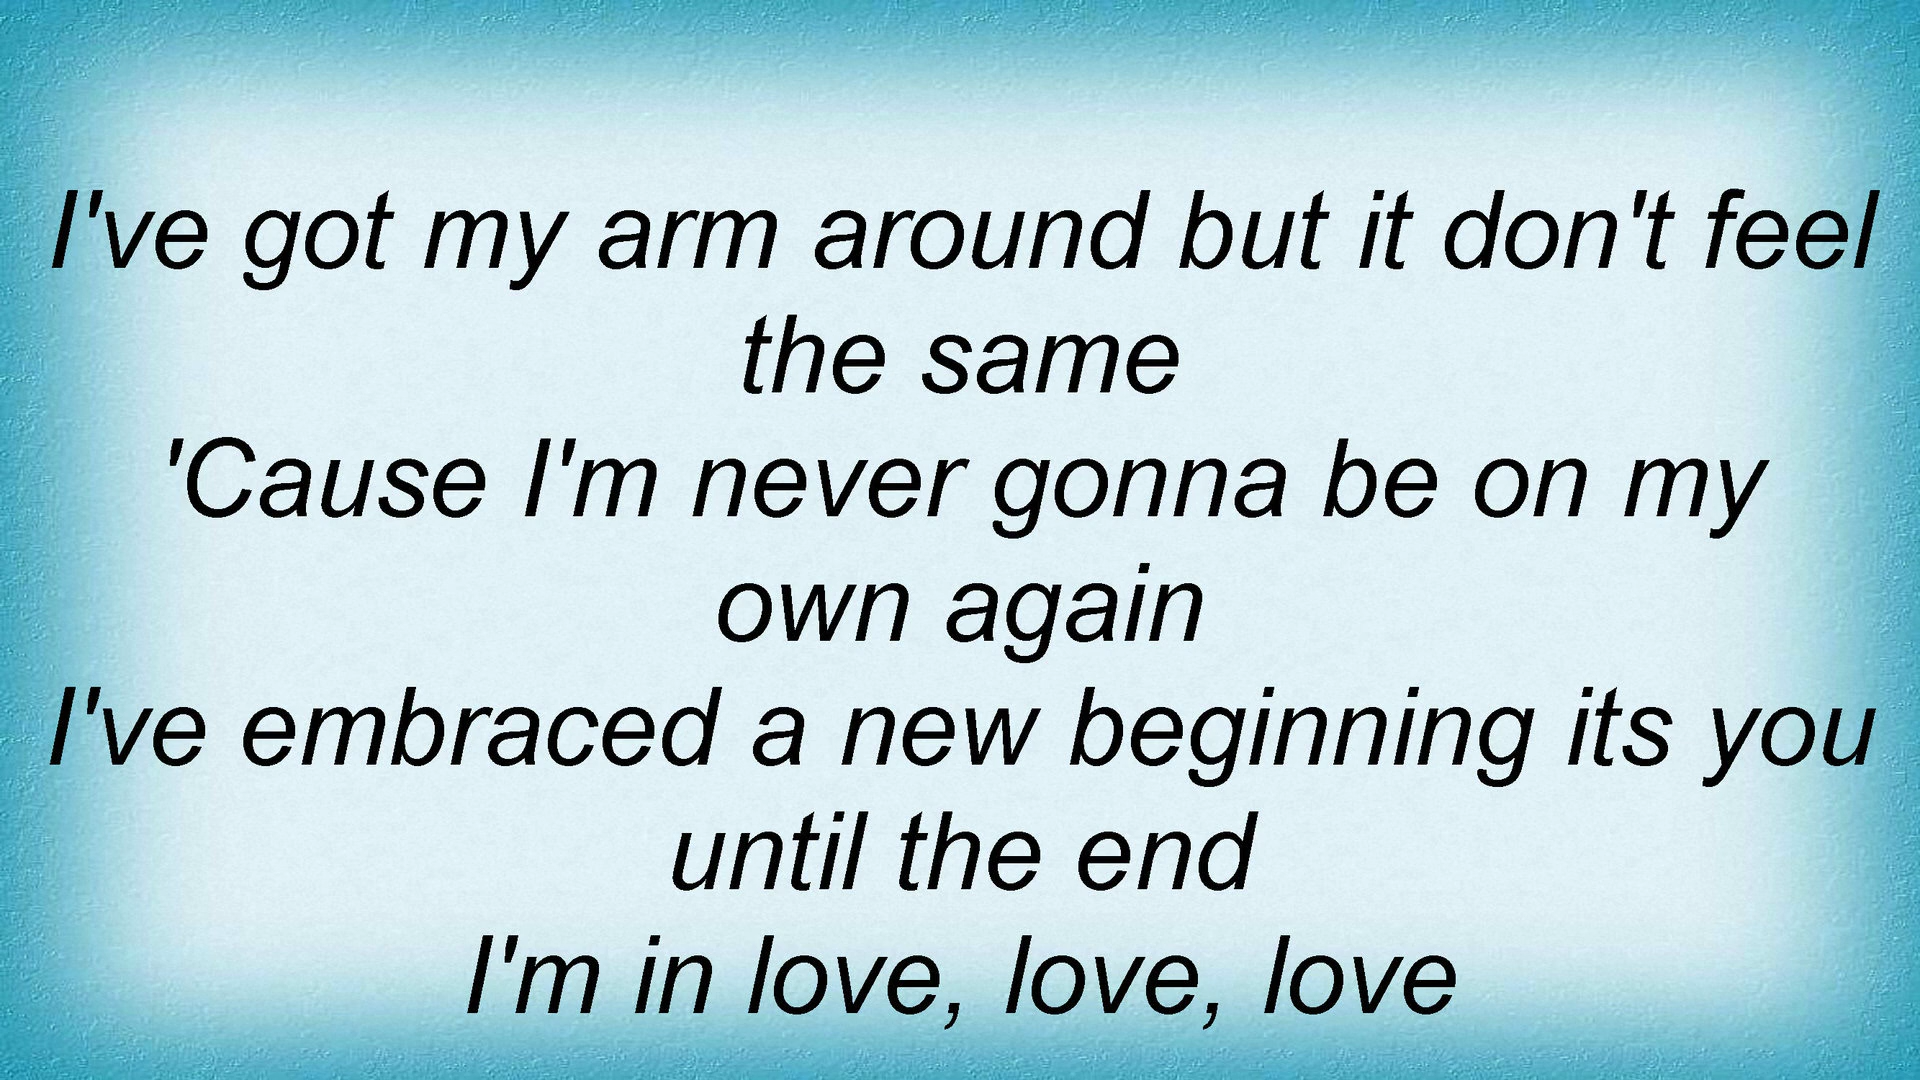 I've got my arm around but it don't feel
the same
'Cause I'm never gonna be on my
own again
I've embraced a new beginning its you
until the end
I'm in love, love, love